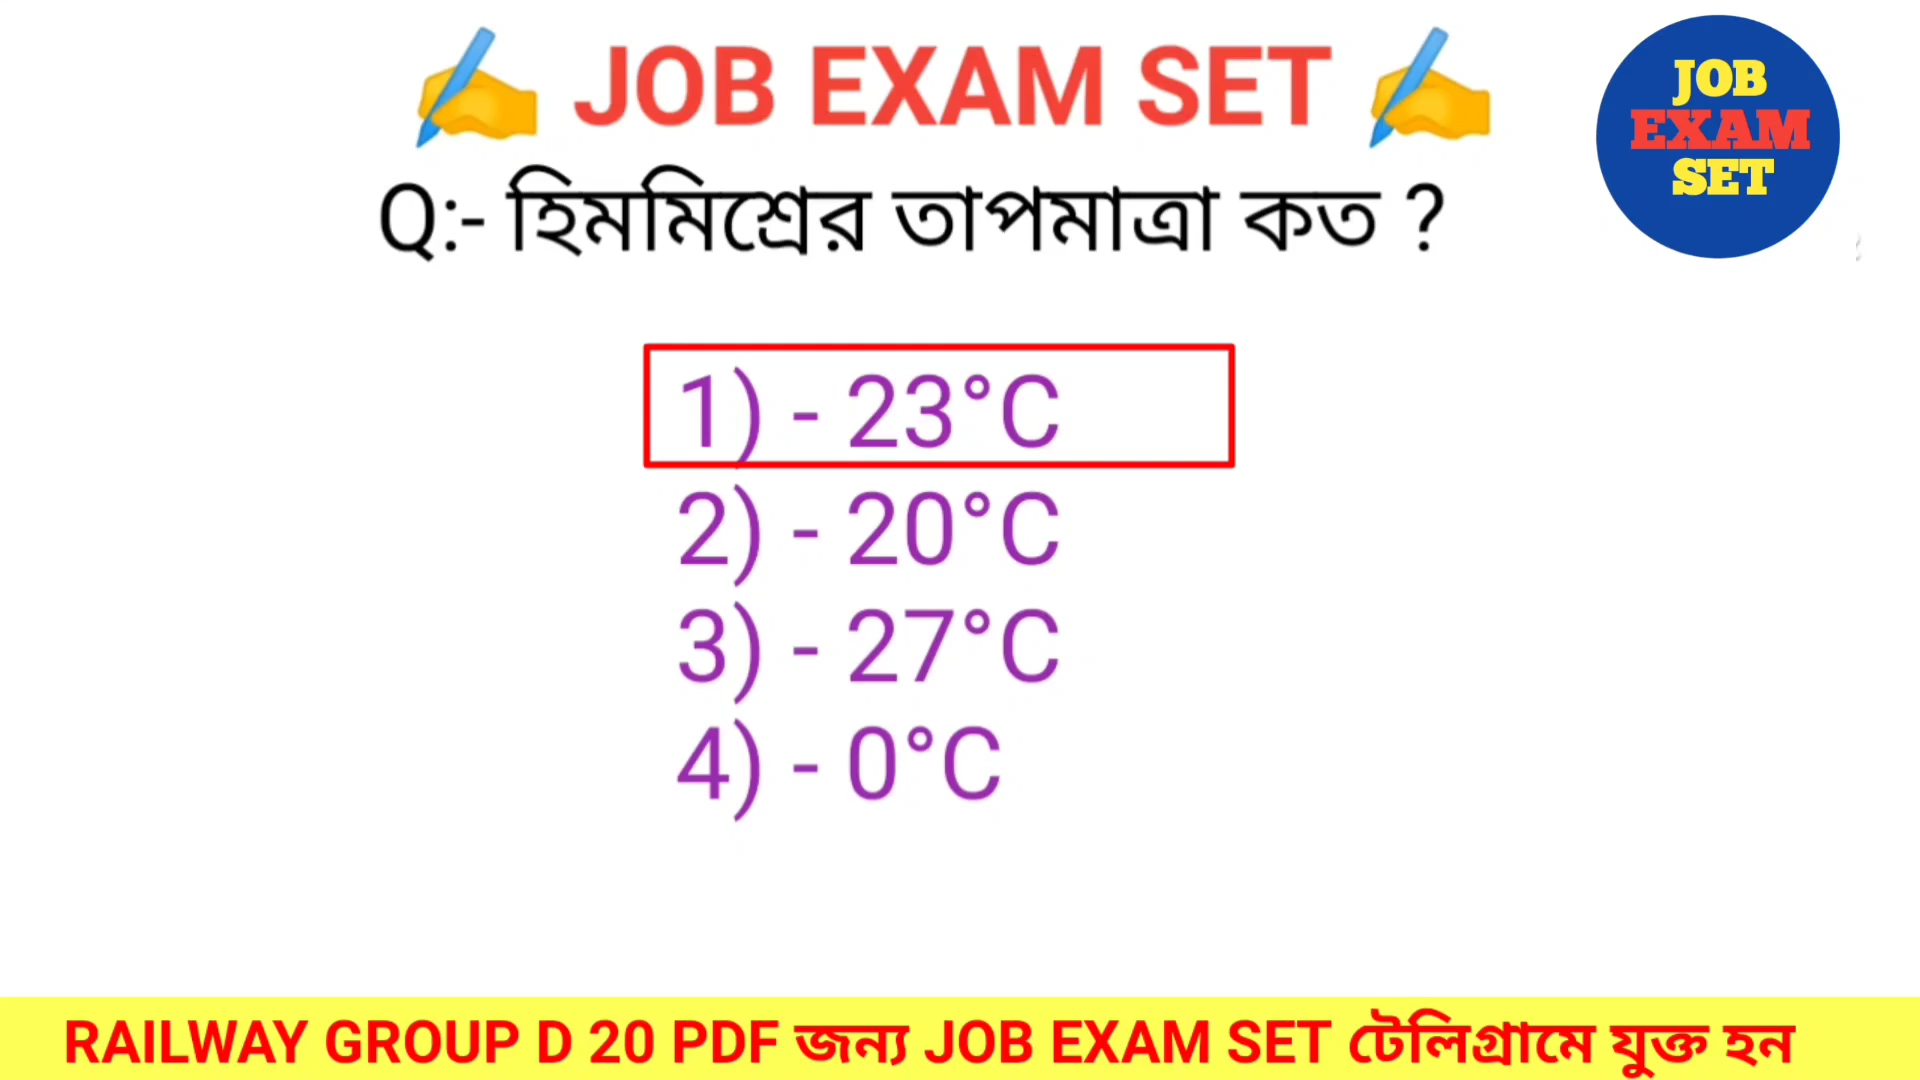 ✍️ JOB EXAM SET ✍️
JOB
EXAM
SET
Q:- হিমমিশ্রের তাপমাত্রা কত ?
1) - 23°C
2) - 20°C
3) - 27°C
4) - 0°C
RAILWAY GROUP D 20 PDF জন্য JOB EXAM SET টেলিগ্রামে যুক্ত হন